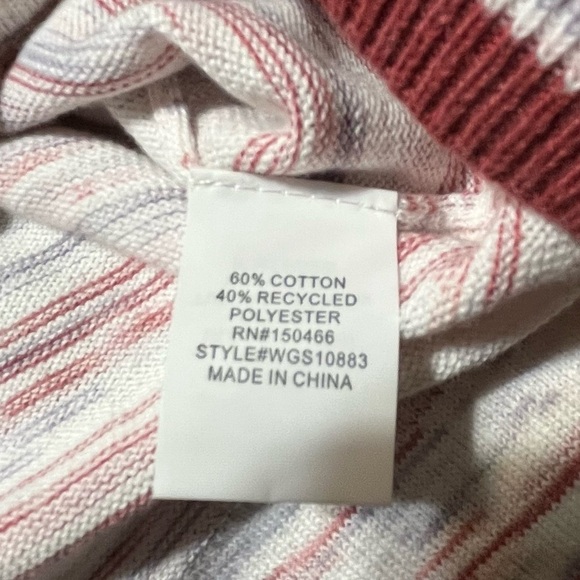 60% COTTON
40% RECYCLED
POLYESTER
RN#150466
STYLE#WGS10883
MADE IN CHINA